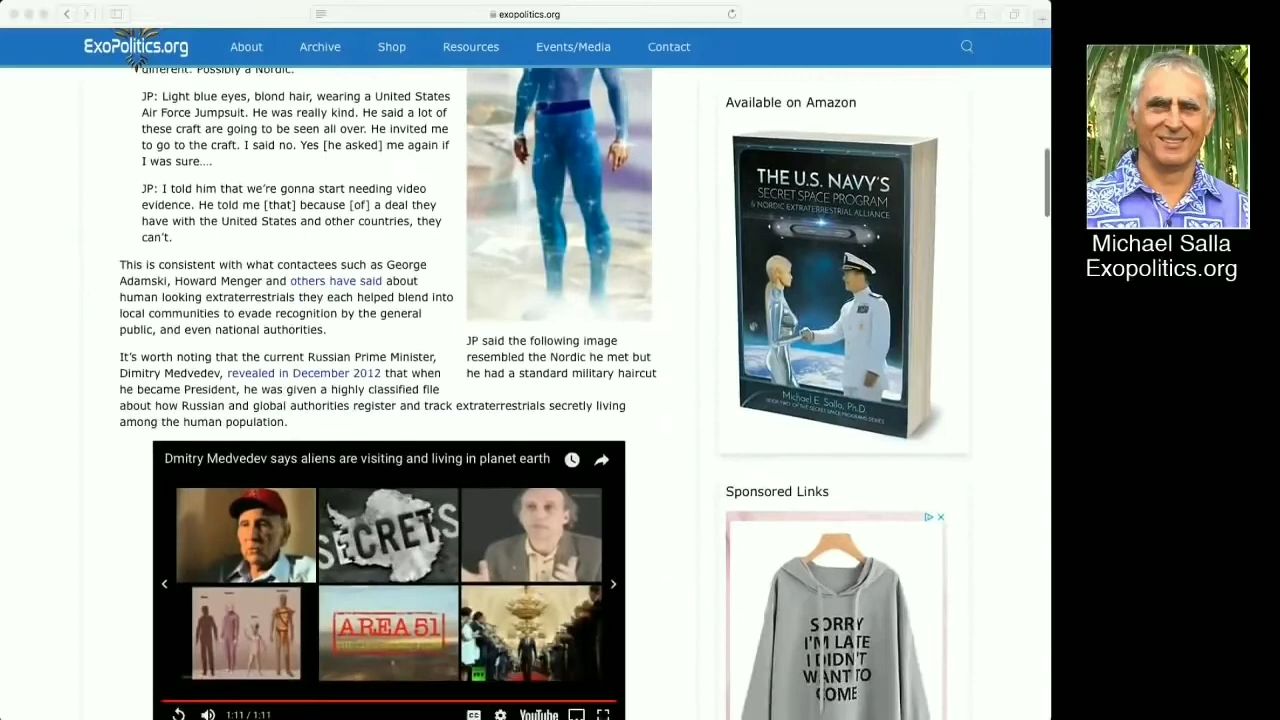 exopolitics.org
ExoPolitics.org
About
Archive
Shop
Resources
Events/Media
Contact
different. Possibly a Nordic.
JP: Light blue eyes, blond hair, wearing a United States
Air Force Jumpsuit. He was really kind. He said a lot of
these craft are going to be seen all over. He invited me
to go to the craft. I said no. Yes [he asked] me again if
I was sure....
JP: I told him that we’re gonna start needing video
evidence. He told me [that] because [of] a deal they
have with the United States and other countries, they
can’t.
This is consistent with what contactees such as George
Adamski, Howard Menger and others have said about
human looking extraterrestrials they each helped blend into
local communities to evade recognition by the general
public, and even national authorities.
It’s worth noting that the current Russian Prime Minister,
Dimitry Medvedev, revealed in December 2012 that when
he became President, he was given a highly classified file
about how Russian and global authorities register and track extraterrestrials secretly living
among the human population.
JP said the following image
resembled the Nordic he met but
he had a standard military haircut
Dmitry Medvedev says aliens are visiting and living in planet earth
SECRETS
AREA 51
1:11 / 1:11
CC
YouTube
Available on Amazon
THE U.S. NAVY'S
SECRET SPACE PROGRAM
& NORDIC EXTRATERRESTRIAL ALLIANCE
Michael E. Salla, Ph.D.
BOOK TWO OF THE SECRET SPACE PROGRAMS SERIES
Sponsored Links
SORRY
I'M LATE
I DIDN'T
WANT TO
COME
Michael Salla
Exopolitics.org